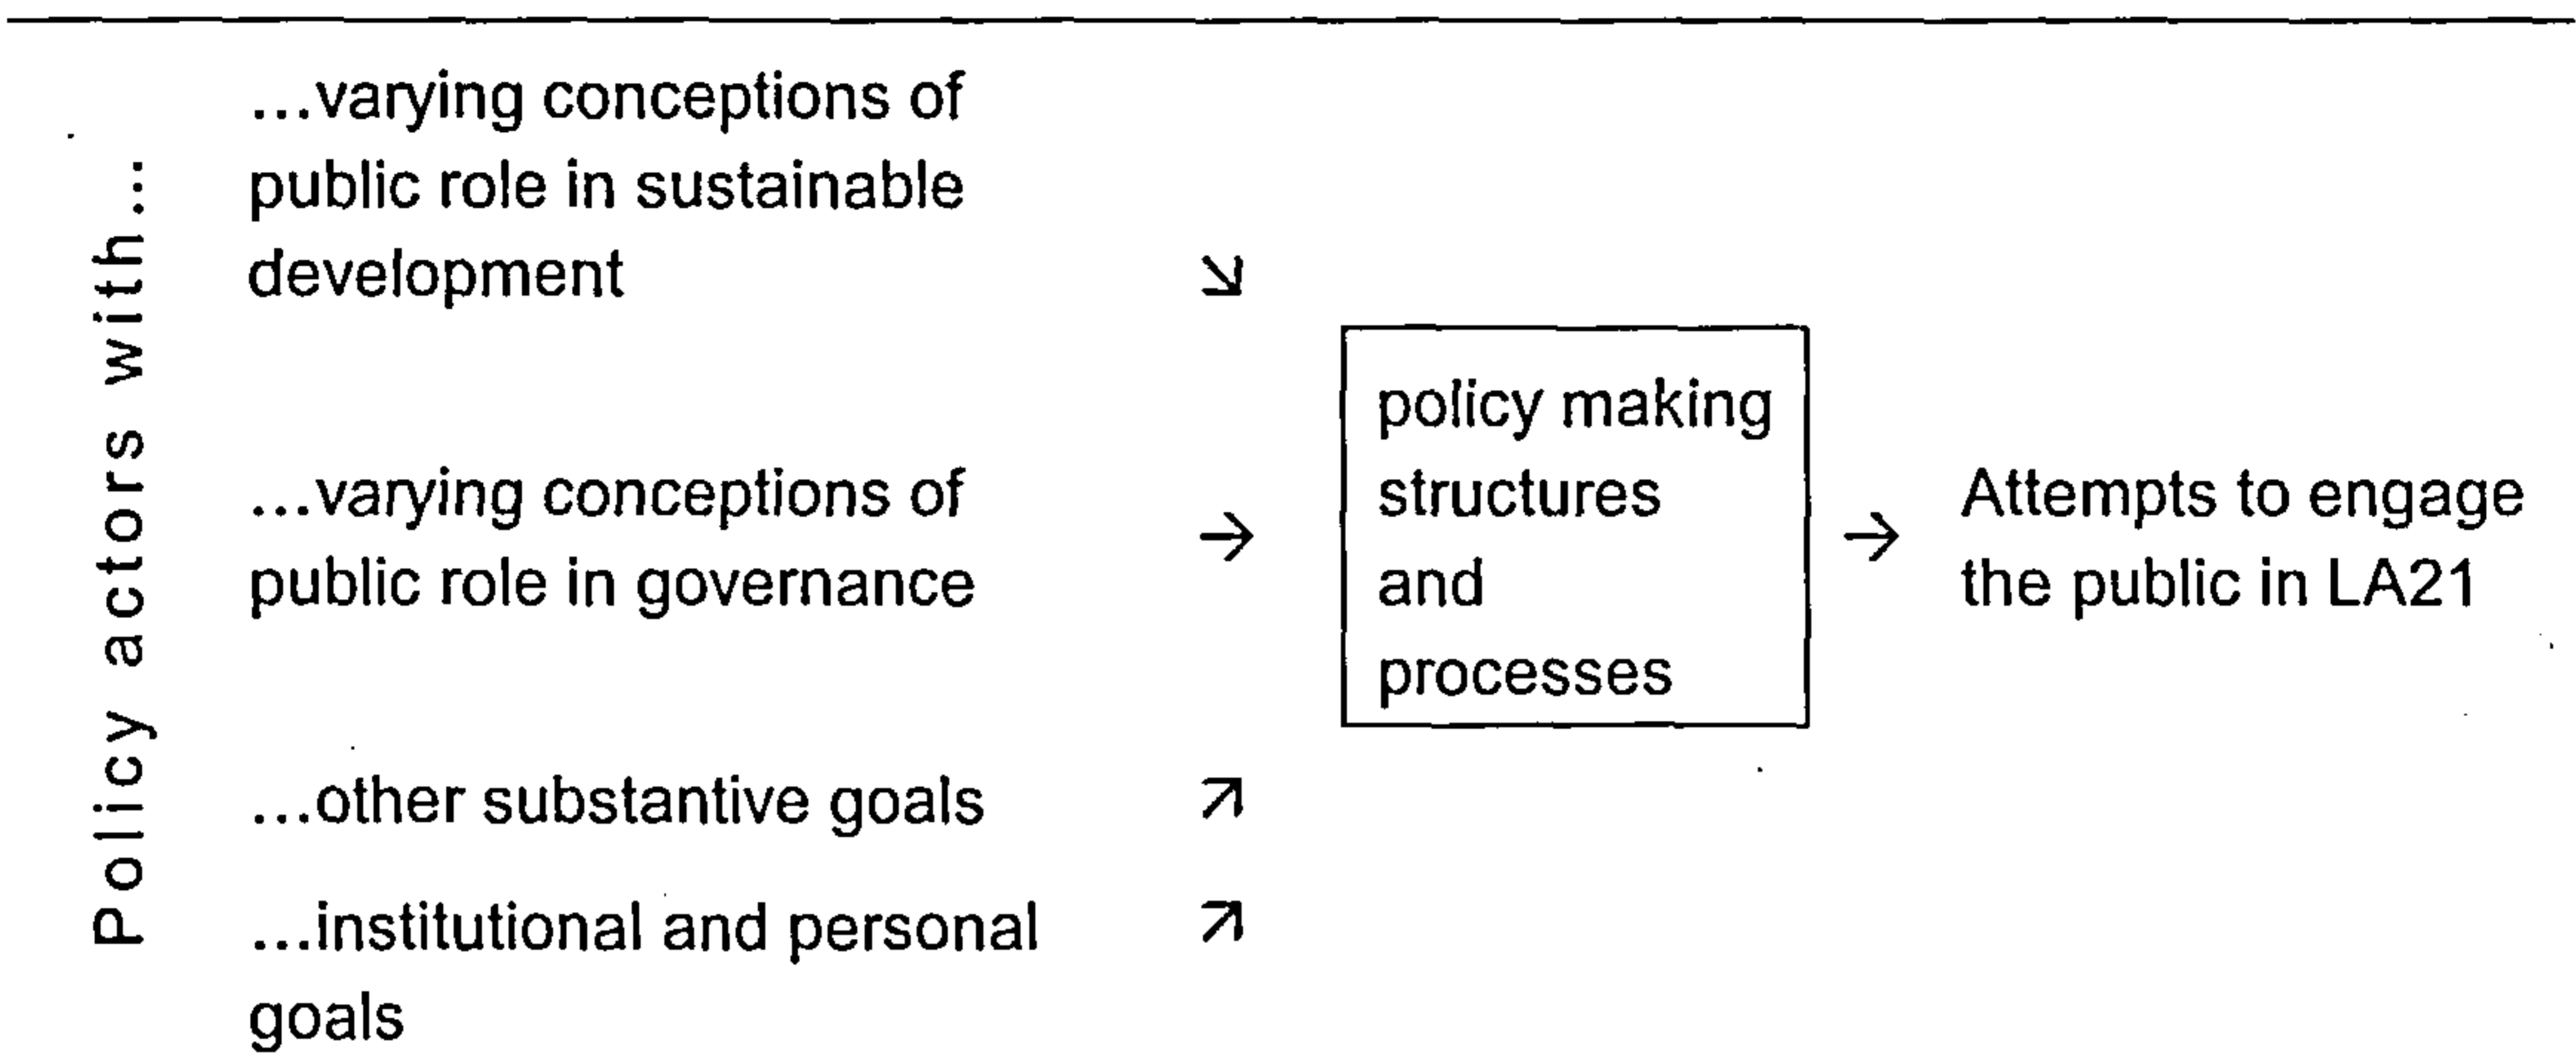 Policy actors with...
...varying conceptions of
public role in sustainable
development
↘
...varying conceptions of
public role in governance
→
...other substantive goals
↗
...institutional and personal
goals
↗
policy making
structures
and
processes
→
Attempts to engage
the public in LA21